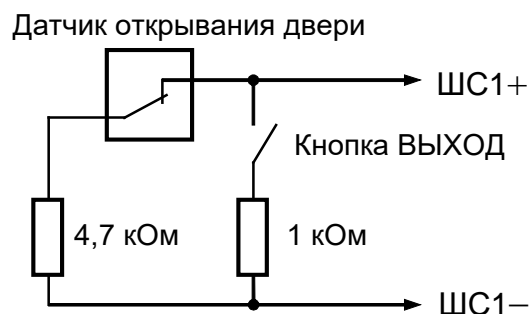 Датчик открывания двери
ШС1+
Кнопка ВЫХОД
4,7 кОм
1 кОм
ШС1−